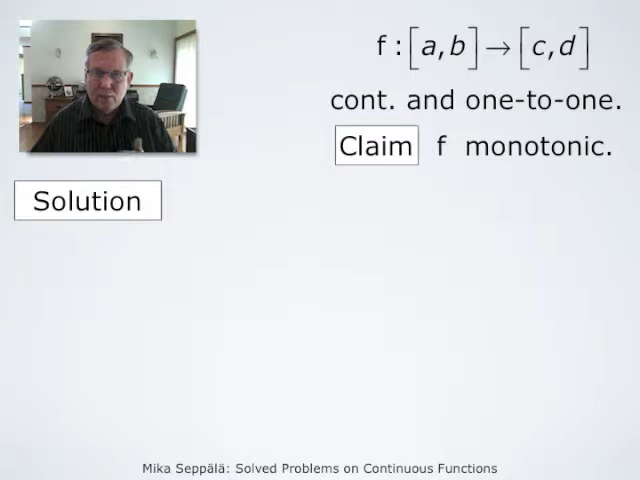 f : [a, b] → [c, d]
cont. and one-to-one.
Claim f monotonic.
Solution
Mika Seppälä: Solved Problems on Continuous Functions